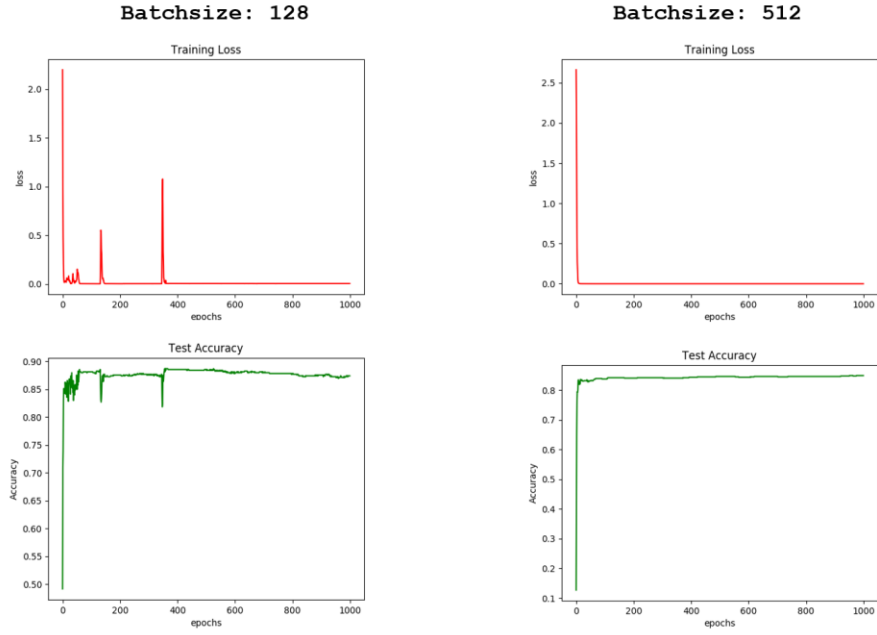 Batchsize: 128
Training Loss
2.0
1.5
1.0
0.5
0.0
loss
0 200 400 600 800 1000
epochs
Test Accuracy
0.90
0.85
0.80
0.75
0.70
0.65
0.60
0.55
0.50
Accuracy
0 200 400 600 800 1000
epochs
Batchsize: 512
Training Loss
2.5
2.0
1.5
1.0
0.5
0.0
loss
0 200 400 600 800 1000
epochs
Test Accuracy
0.8
0.7
0.6
0.5
0.4
0.3
0.2
0.1
Accuracy
0 200 400 600 800 1000
epochs